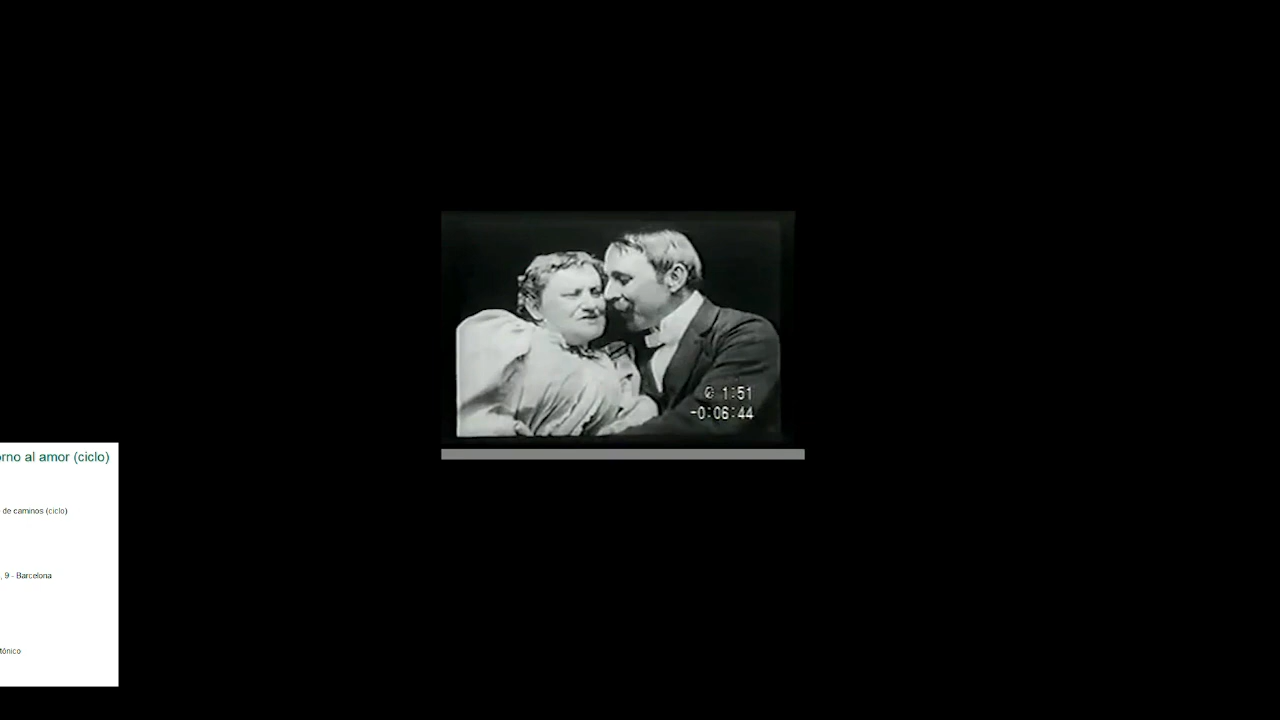 1:51
-0:06:44
orno al amor (ciclo)
de caminos (ciclo)
, 9 - Barcelona
tónico